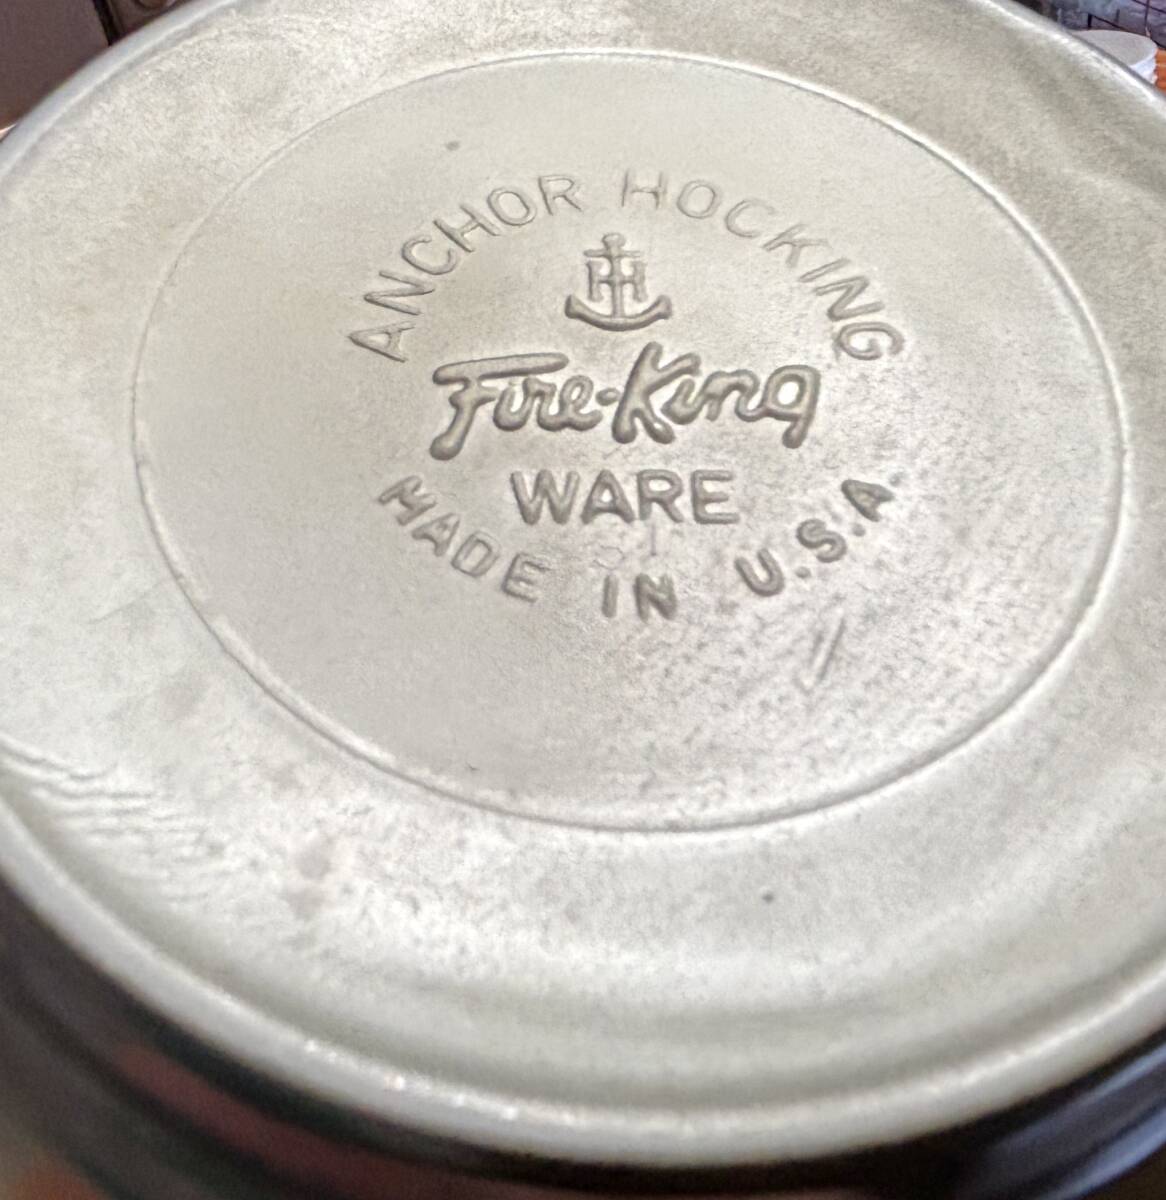 ANCHOR HOCKING
H
Fire-King
WARE
MADE IN U.S.A